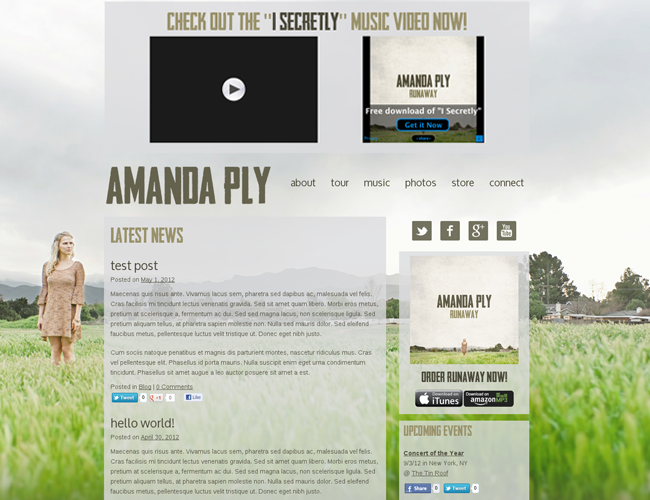 CHECK OUT THE "I SECRETLY" MUSIC VIDEO NOW!
AMANDA PLY
RUNAWAY
Free download of "I Secretly"
Get it Now
AMANDA PLY
about tour music photos store connect
LATEST NEWS
test post
Posted on May 1, 2012
Maecenas quis risus ante. Vivamus lacus sem, pharetra sed dapibus ac, malesuada vel felis.
Cras facilisis mi tincidunt lectus venenatis gravida. Sed sit amet quam libero. Morbi eros metus,
pretium at scelerisque a, fermentum ac dui. Sed sed magna lacus, non scelerisque ligula. Sed
pretium aliquam tellus, at pharetra sapien molestie non. Nulla sed mauris dolor. Sed eleifend
faucibus metus, pellentesque luctus velit tristique ut. Donec eget nibh justo.
Cum sociis natoque penatibus et magnis dis parturient montes, nascetur ridiculus mus. Cras
vel pellentesque elit. Phasellus id porta mauris. Nulla suscipit enim eget urna condimentum
tincidunt. Phasellus sit amet augue a leo auctor posuere sit amet a est.
Posted in Blog | 0 Comments
Tweet 0 +1 0 Like
hello world!
Posted on April 30, 2012
Maecenas quis risus ante. Vivamus lacus sem, pharetra sed dapibus ac, malesuada vel felis.
Cras facilisis mi tincidunt lectus venenatis gravida. Sed sit amet quam libero. Morbi eros metus,
pretium at scelerisque a, fermentum ac dui. Sed sed magna lacus, non scelerisque ligula. Sed
pretium aliquam tellus, at pharetra sapien molestie non. Nulla sed mauris dolor. Sed eleifend
faucibus metus, pellentesque luctus velit tristique ut. Donec eget nibh justo.
You Tube
AMANDA PLY
RUNAWAY
ORDER RUNAWAY NOW!
Download on iTunes
Download on amazon MP3
UPCOMING EVENTS
Concert of the Year
9/3/12 in New York, NY
@ The Tin Roof
Share 0 Tweet 0